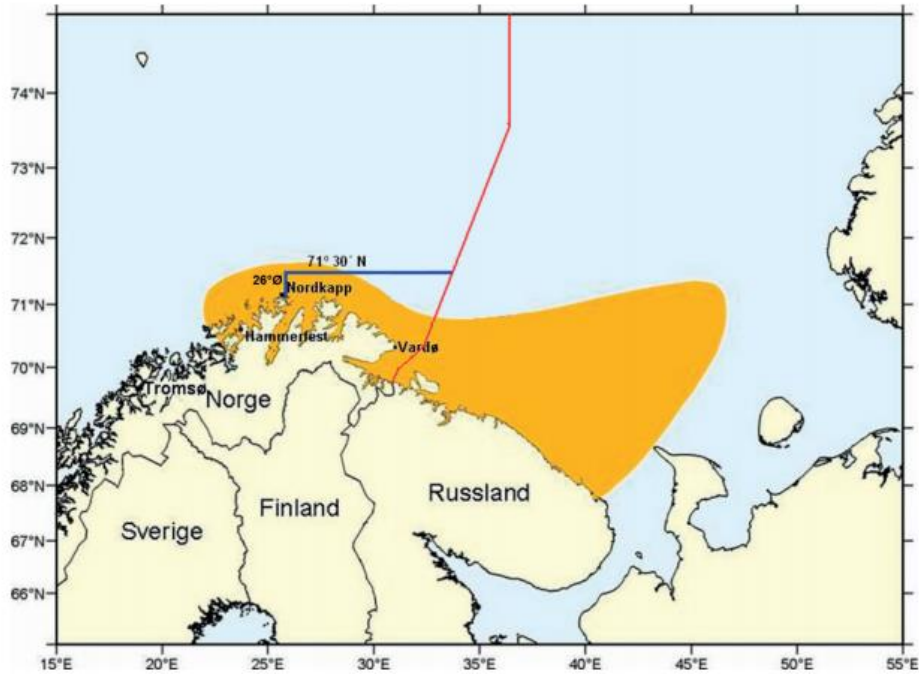 74°N
73°N
72°N
71°N
70°N
69°N
68°N
67°N
66°N
71° 30´ N
26°Ø
Nordkapp
Hammerfest
Vardø
Tromsø
Norge
Sverige
Finland
Russland
15°E 20°E 25°E 30°E 35°E 40°E 45°E 50°E 55°E